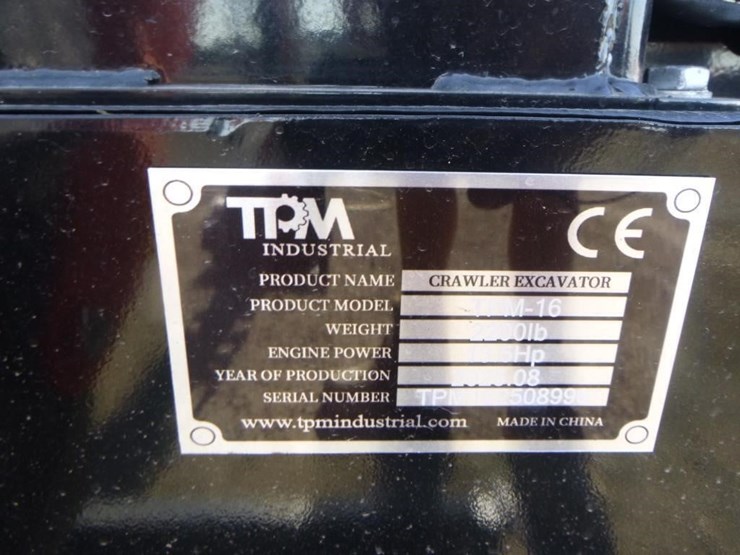 TPM
INDUSTRIAL
CE
PRODUCT NAME CRAWLER EXCAVATOR
PRODUCT MODEL
WEIGHT
ENGINE POWER
YEAR OF PRODUCTION
SERIAL NUMBER
www.tpmindustrial.com MADE IN CHINA